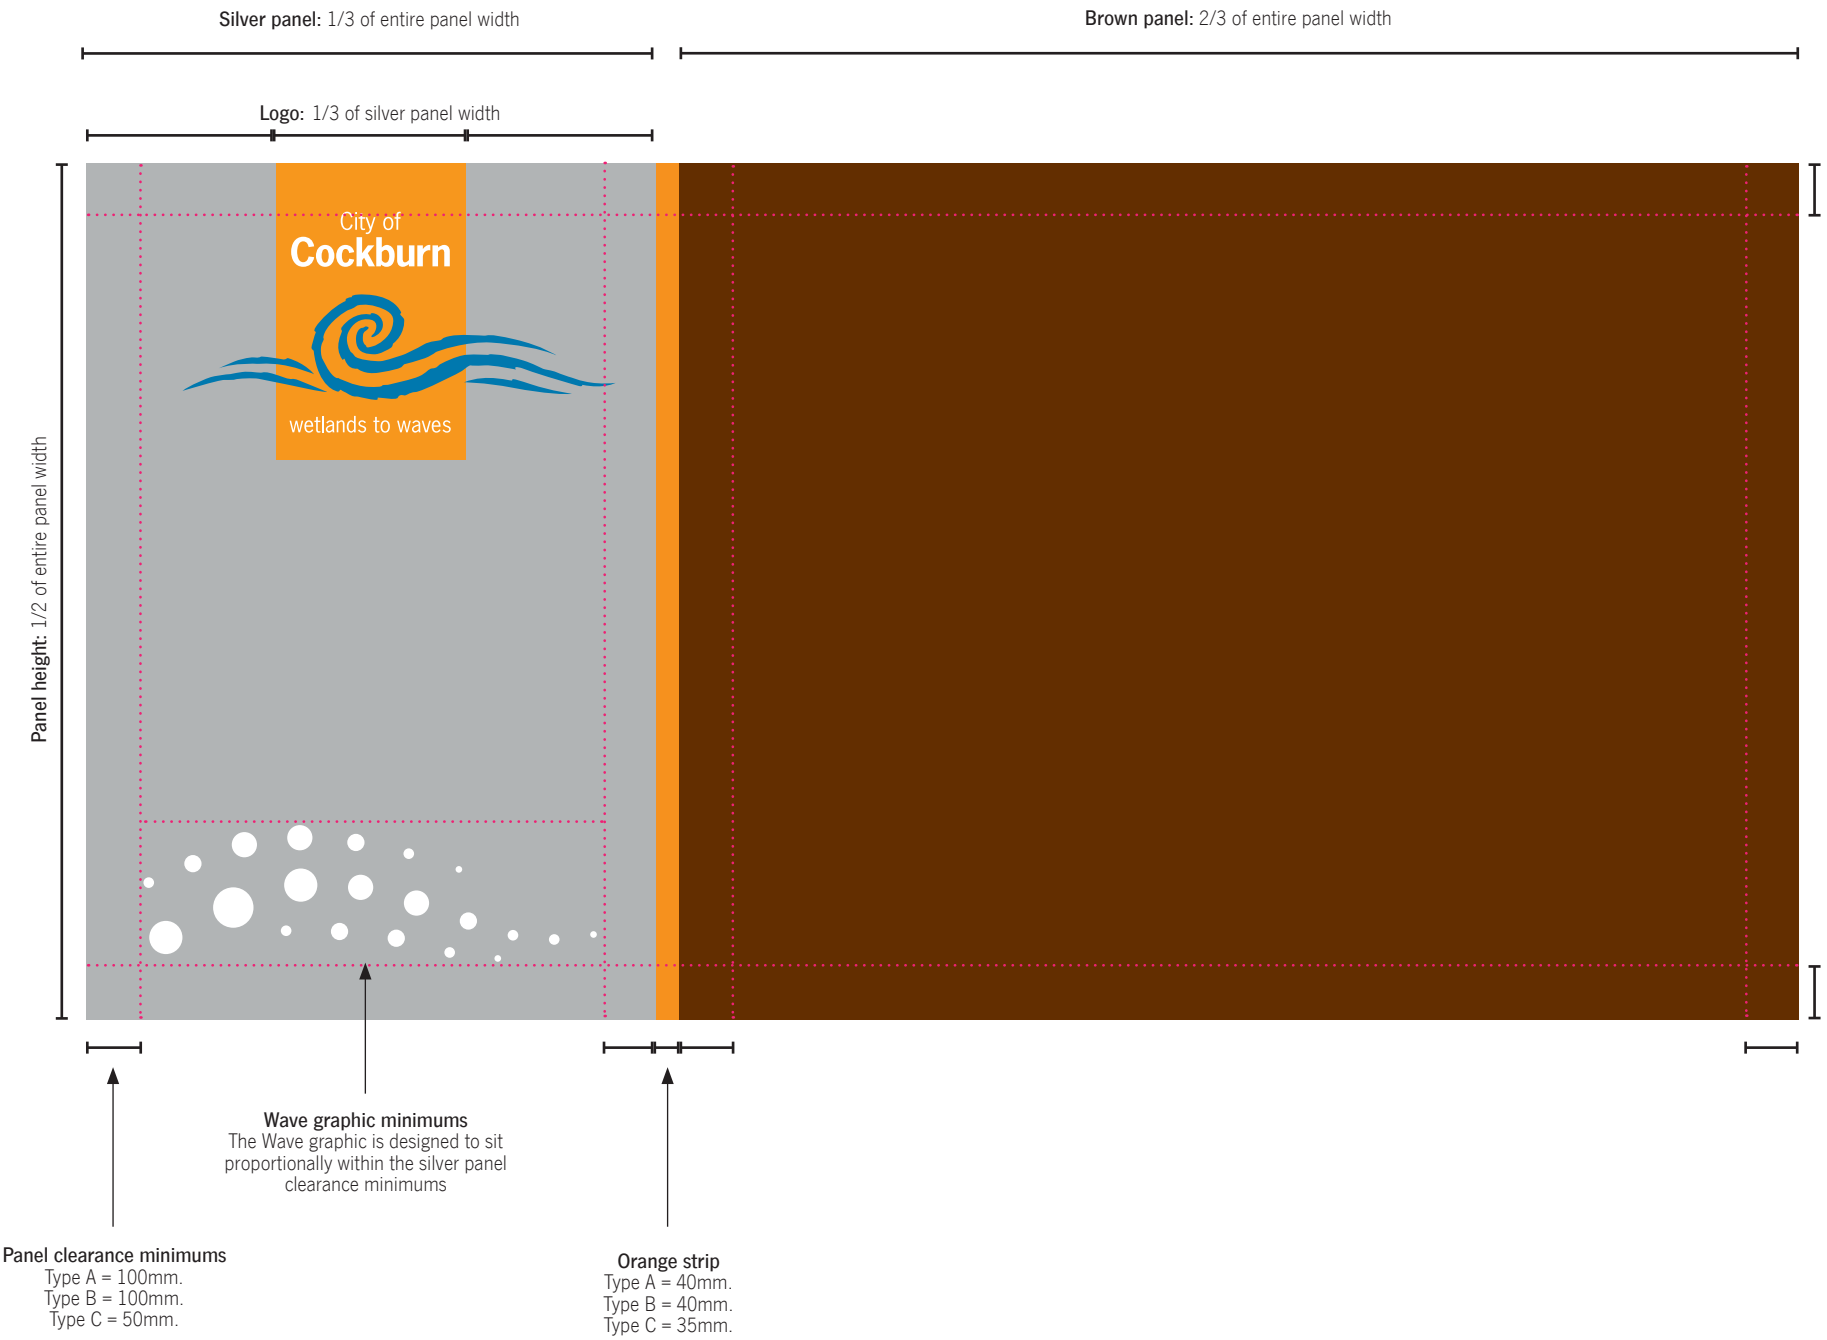 Silver panel: 1/3 of entire panel width
Brown panel: 2/3 of entire panel width
Logo: 1/3 of silver panel width
Panel height: 1/2 of entire panel width
City of
Cockburn
wetlands to waves
Wave graphic minimums
The Wave graphic is designed to sit
proportionally within the silver panel
clearance minimums
Panel clearance minimums
Type A = 100mm.
Type B = 100mm.
Type C = 50mm.
Orange strip
Type A = 40mm.
Type B = 40mm.
Type C = 35mm.